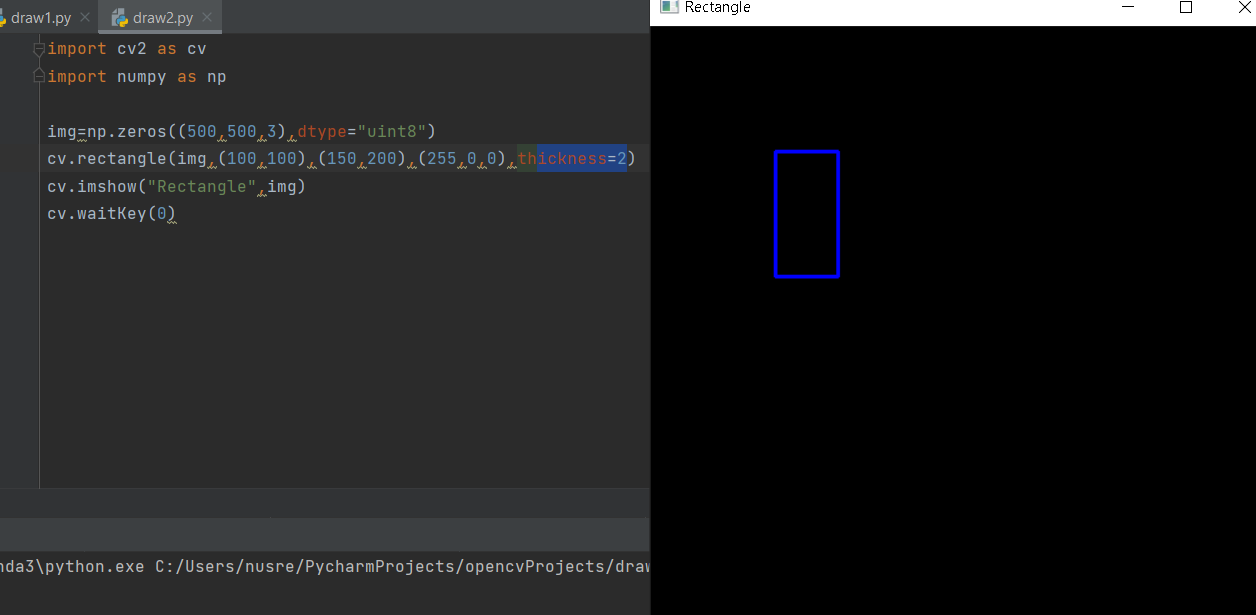 draw1.py
draw2.py
Rectangle
import cv2 as cv
import numpy as np
img=np.zeros((500,500,3),dtype="uint8")
cv.rectangle(img,(100,100),(150,200),(255,0,0),thickness=2)
cv.imshow("Rectangle",img)
cv.waitKey(0)
nda3\python.exe C:/Users/nusre/PycharmProjects/opencvProjects/draw